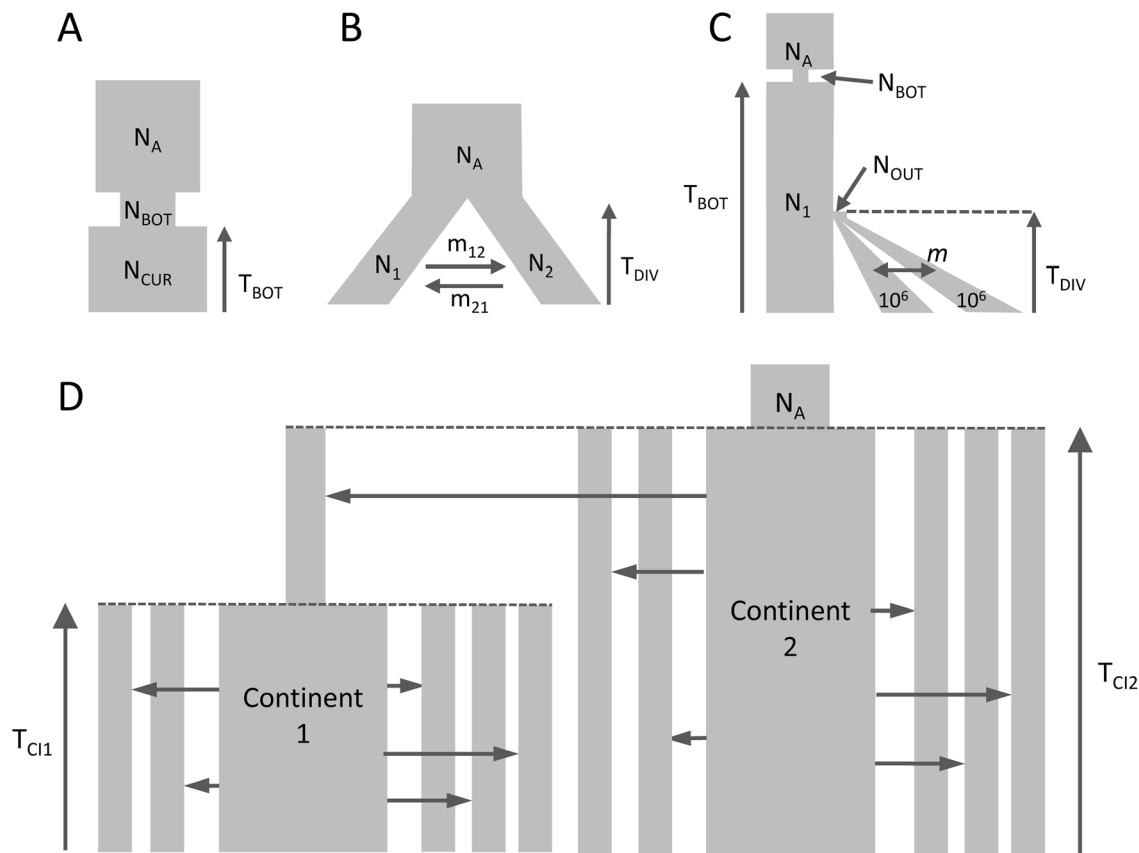 A
B
C
N_A
N_BOT
N_CUR
T_BOT
N_A
N_1
m_12
m_21
N_2
T_DIV
N_A
N_BOT
N_OUT
T_BOT
N_1
m
10^6
10^6
T_DIV
D
N_A
Continent
1
T_CI1
Continent
2
T_CI2